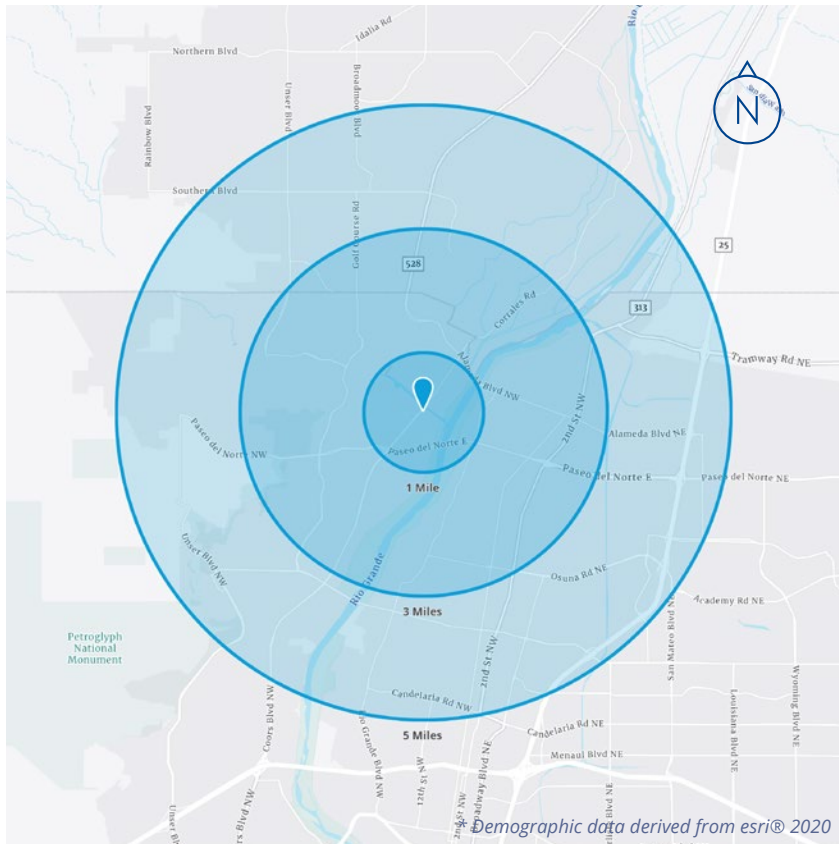 Rio
Idalia Rd
Northern Blvd
Broadmoor Blvd
Unser Blvd
N
Rainbow Blvd
Southern Blvd
Golf Course Rd
25
528
Corrales Rd
313
Alameda Blvd NW
Tramway Rd NE
2nd St NW
Paseo del Norte NW
Paseo del Norte E
Alameda Blvd NE
Paseo del Norte E
Paseo del Norte NE
1 Mile
Unser Blvd NW
Rio Grande
Osuna Rd NE
Academy Rd NE
3 Miles
San Mateo Blvd NE
Petroglyph
National
Monument
2nd St NW
Wyoming Blvd NE
Candelaria Rd NW
Louisiana Blvd NE
Coors Blvd NW
Rio Grande Blvd NW
Candelaria Rd NE
5 Miles
12th St NW
Broadway Blvd NE
Menaul Blvd NE
2nd St NW
* Demographic data derived from esri® 2020